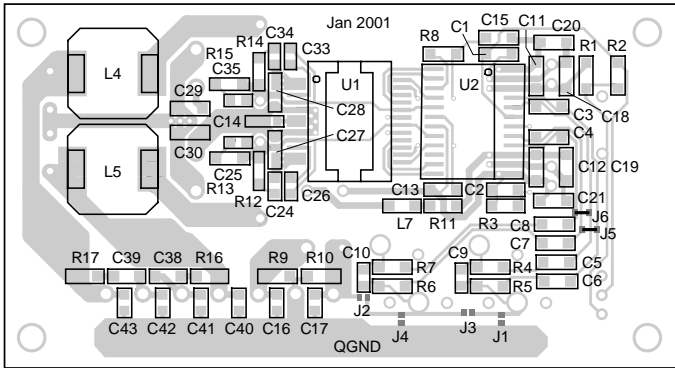 C34 Jan 2001 C15 C11 C20
R14 C33 R8 C1 R1 R2
R15
L4 C35 U1 U2
C29
C28 C3 C18
C14
C27 C4
C30
L5 C25 C12 C19
R13 C13 C2
R12 C24 C26 C21
L7 R11 R3 C8 J6
J5
C7
R17 C39 C38 R16 R9 R10 C10 R7 C9 R4 C5
R6 R5 C6
C43 C42 C41 C40 C16 C17 J2 J4 J3 J1
QGND